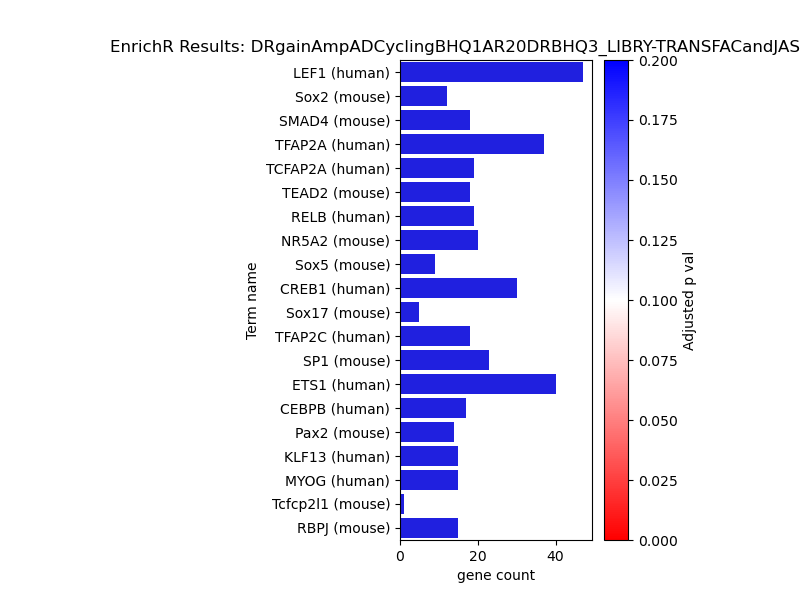 EnrichR Results: DRgainAmpADCyclingBHQ1AR20DRBHQ3_LIBRY-TRANSFACandJAS
LEF1 (human)
Sox2 (mouse)
SMAD4 (mouse)
TFAP2A (human)
TCFAP2A (human)
TEAD2 (mouse)
RELB (human)
NR5A2 (mouse)
Sox5 (mouse)
CREB1 (human)
Sox17 (mouse)
TFAP2C (human)
SP1 (mouse)
ETS1 (human)
CEBPB (human)
Pax2 (mouse)
KLF13 (human)
MYOG (human)
Tcfcp2l1 (mouse)
RBPJ (mouse)
Term name
0 20 40
gene count
0.200
0.175
0.150
0.125
0.100
0.075
0.050
0.025
0.000
Adjusted p val